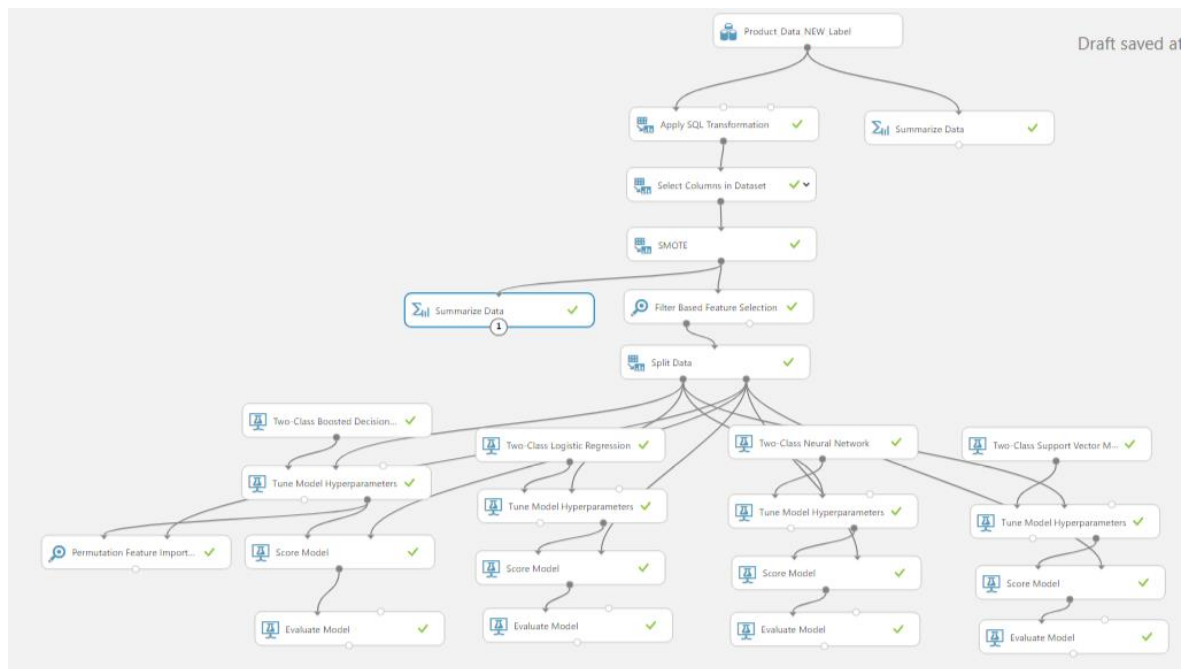 Product Data NEW Label
Draft saved at
Apply SQL Transformation
Summarize Data
Select Columns in Dataset
SMOTE
Summarize Data
1
Filter Based Feature Selection
Split Data
Two-Class Boosted Decision...
Two-Class Logistic Regression
Two-Class Neural Network
Two-Class Support Vector M...
Tune Model Hyperparameters
Tune Model Hyperparameters
Tune Model Hyperparameters
Tune Model Hyperparameters
Permutation Feature Import...
Score Model
Score Model
Score Model
Score Model
Evaluate Model
Evaluate Model
Evaluate Model
Evaluate Model